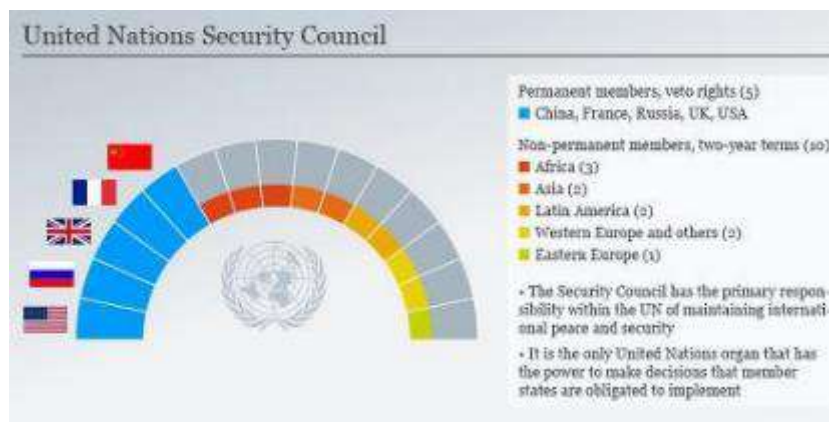 United Nations Security Council
Permanent members, veto rights (5)
China, France, Russia, UK, USA
Non-permanent members, two-year terms (10)
Africa (3)
Asia (2)
Latin America (2)
Western Europe and others (2)
Eastern Europe (1)
• The Security Council has the primary respon-
sibility within the UN of maintaining internati-
onal peace and security
• It is the only United Nations organ that has
the power to make decisions that member
states are obligated to implement